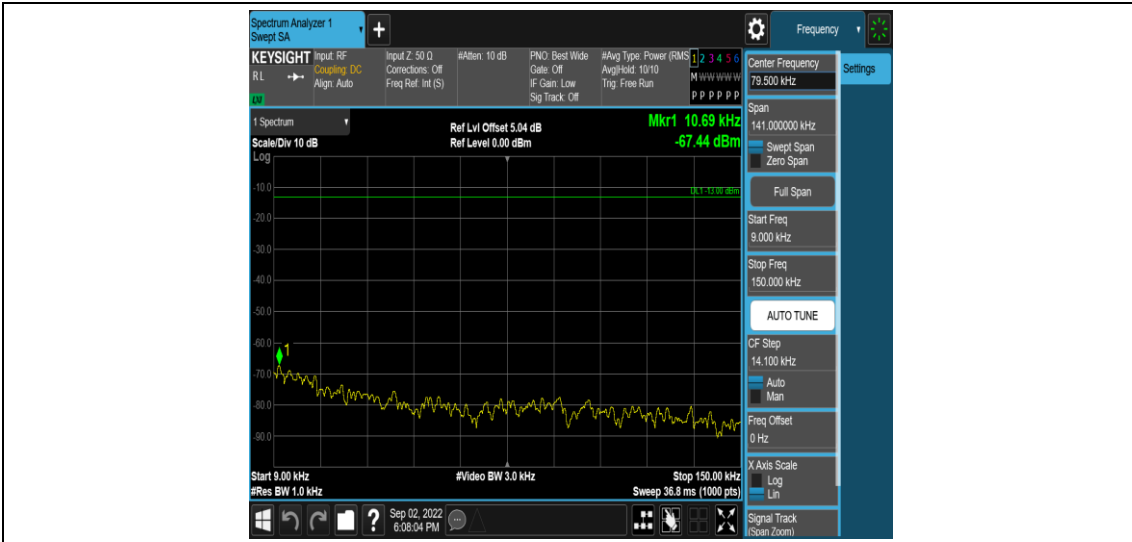 Spectrum Analyzer 1
Swept SA
+
Frequency
KEYSIGHT
RL
LXI
Input: RF
Coupling: DC
Align: Auto
Input Z: 50 Ω
Corrections: Off
Freq Ref: Int (S)
#Atten: 10 dB
PNO: Best Wide
Gate: Off
IF Gain: Low
Sig Track: Off
#Avg Type: Power (RMS
Avg|Hold: 10/10
Trig: Free Run
1 2 3 4 5 6
M W W W W W
P P P P P P
Center Frequency
79.500 kHz
Settings
Span
141.000000 kHz
Swept Span
Zero Span
Full Span
Start Freq
9.000 kHz
Stop Freq
150.000 kHz
AUTO TUNE
CF Step
14.100 kHz
Auto
Man
Freq Offset
0 Hz
X Axis Scale
Log
Lin
Signal Track
(Span Zoom)
1 Spectrum
Scale/Div 10 dB
Log
Ref Lvl Offset 5.04 dB
Ref Level 0.00 dBm
Mkr1 10.69 kHz
-67.44 dBm
DL1 -13.00 dBm
-10.0
-20.0
-30.0
-40.0
-50.0
-60.0
-70.0
-80.0
-90.0
1
Start 9.00 kHz
#Res BW 1.0 kHz
#Video BW 3.0 kHz
Stop 150.00 kHz
Sweep 36.8 ms (1000 pts)
?
Sep 02, 2022
6:08:04 PM